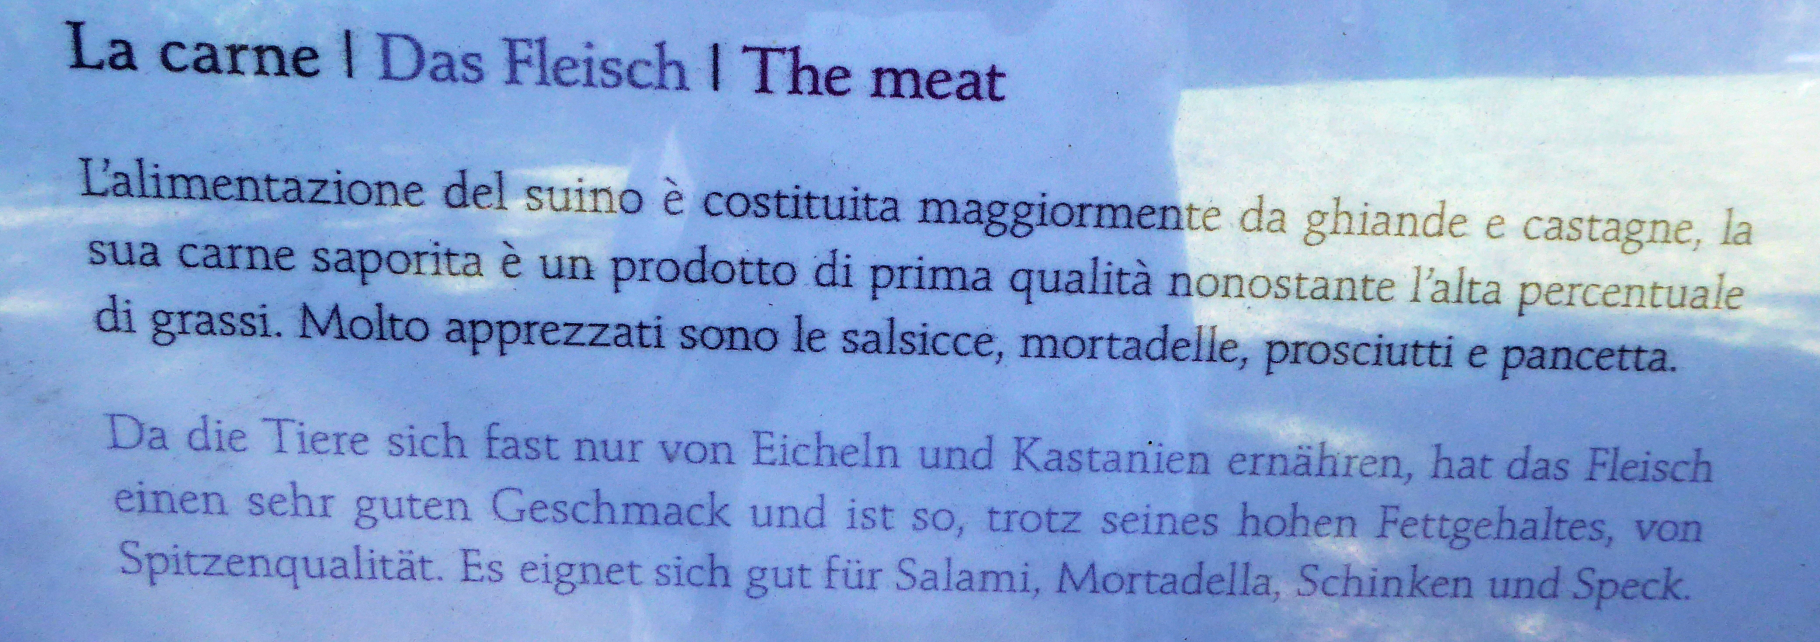 La carne | Das Fleisch | The meat
L'alimentazione del suino è costituita maggiormente da ghiande e castagne, la
sua carne saporita è un prodotto di prima qualità nonostante l'alta percentuale
di grassi. Molto apprezzati sono le salsicce, mortadelle, prosciutti e pancetta.
Da die Tiere sich fast nur von Eicheln und Kastanien ernähren, hat das Fleisch
einen sehr guten Geschmack und ist so, trotz seines hohen Fettgehaltes, von
Spitzenqualität. Es eignet sich gut für Salami, Mortadella, Schinken und Speck.